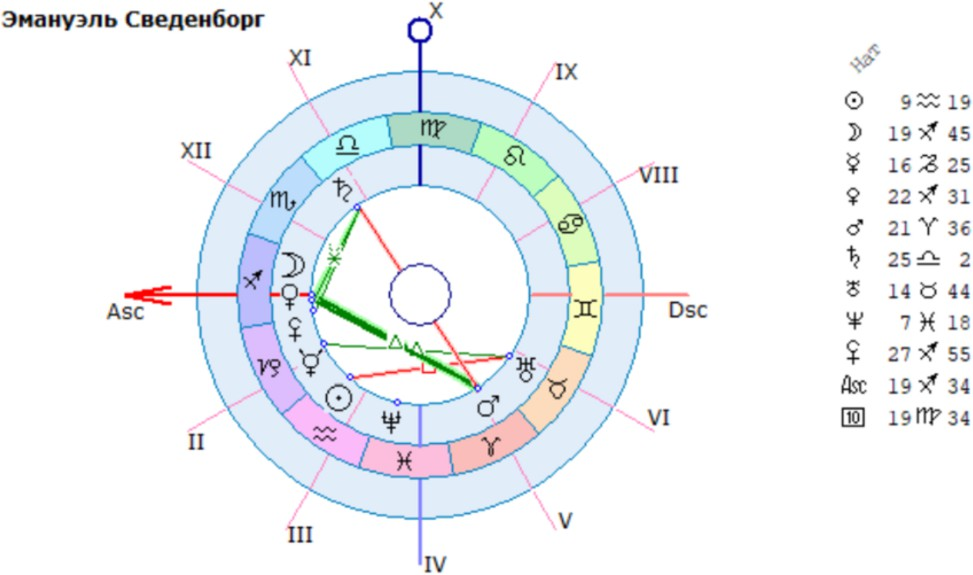 Эмануэль Сведенборг
X
XI
IX
XII
VIII
Asc
Dsc
II
VI
III
V
IV
Нат
☉ 9 ♒ 19
☽ 19 ♐ 45
☿ 16 ♑ 25
♀ 22 ♐ 31
♂ 21 ♈ 36
♄ 25 ♎ 2
♅ 14 ♉ 44
♆ 7 ♓ 18
⚸ 27 ♐ 55
Asc 19 ♐ 34
10 19 ♍ 34